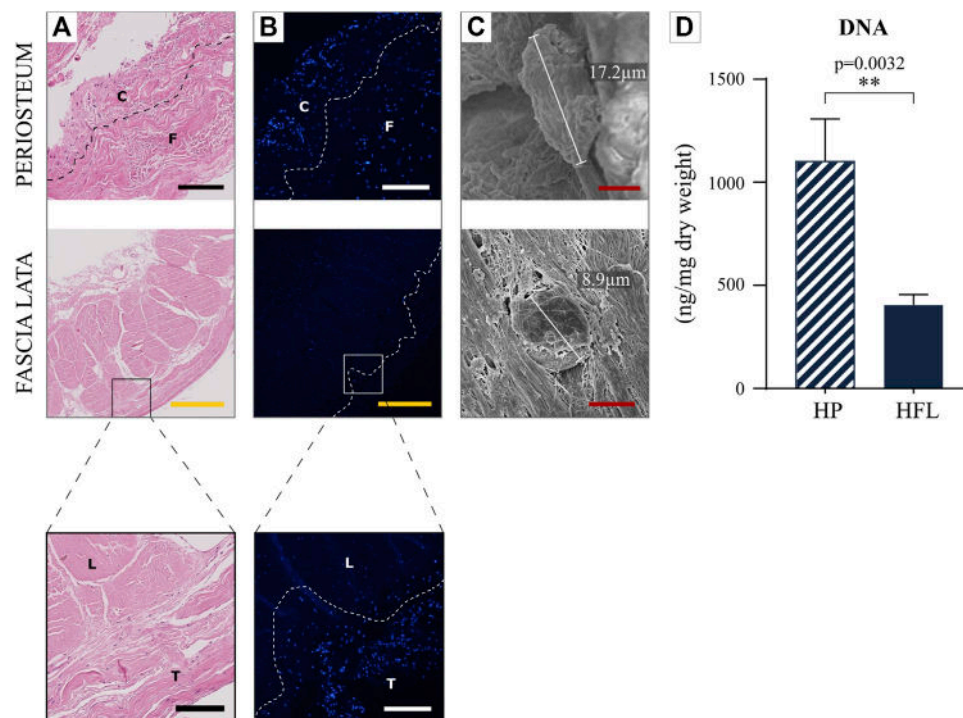 A
B
C
D
PERIOSTEUM
C
F
C
F
17.2μm
FASCIA LATA
8.9μm
L
T
L
T
DNA
p=0.0032
**
(ng/mg dry weight)
1500
1000
500
0
HP
HFL